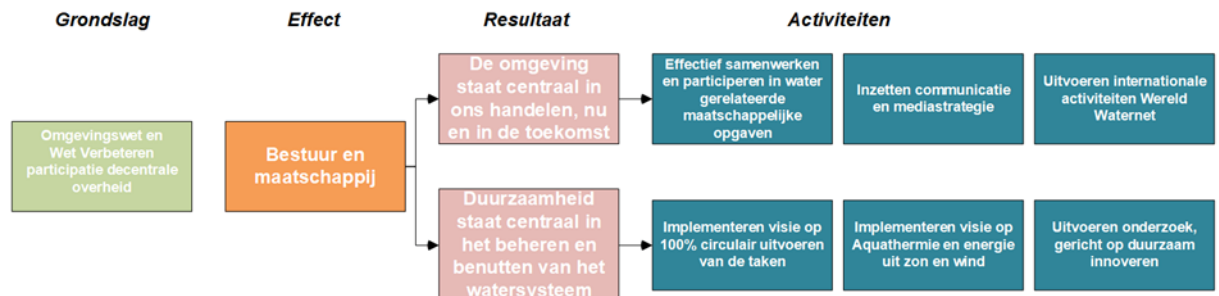 Grondslag
Effect
Resultaat
Activiteiten
Omgevingswet en
Wet Verbeteren
participatie decentrale
overheid
Bestuur en
maatschappij
De omgeving
staat centraal in
ons handelen, nu
en in de toekomst
Effectief samenwerken
en participeren in water
gerelateerde
maatschappelijke
opgaven
Inzetten communicatie
en mediastrategie
Uitvoeren internationale
activiteiten Wereld
Waternet
Duurzaamheid
staat centraal in
het beheren en
benutten van het
watersysteem
Implementeren visie op
100% circulair uitvoeren
van de taken
Implementeren visie op
Aquathermie en energie
uit zon en wind
Uitvoeren onderzoek,
gericht op duurzaam
innoveren